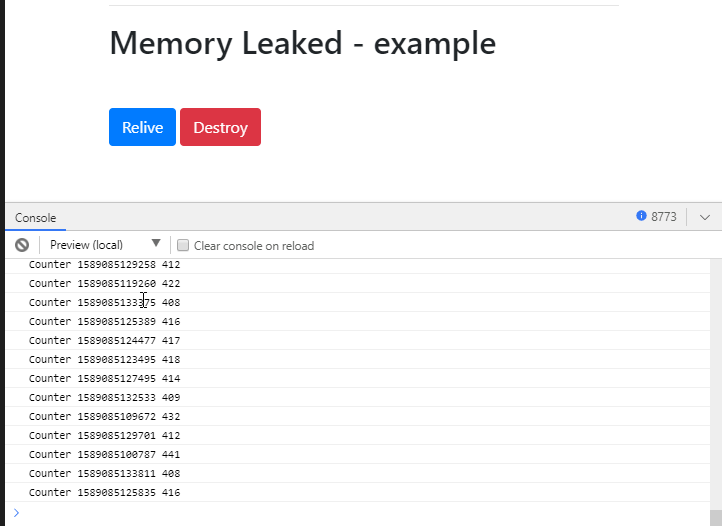 Memory Leaked - example
Relive Destroy
Console 8773
Preview (local) Clear console on reload
Counter 1589085129258 412
Counter 1589085119260 422
Counter 1589085133375 408
Counter 1589085125389 416
Counter 1589085124477 417
Counter 1589085123495 418
Counter 1589085127495 414
Counter 1589085132533 409
Counter 1589085109672 432
Counter 1589085129701 412
Counter 1589085100787 441
Counter 1589085133811 408
Counter 1589085125835 416